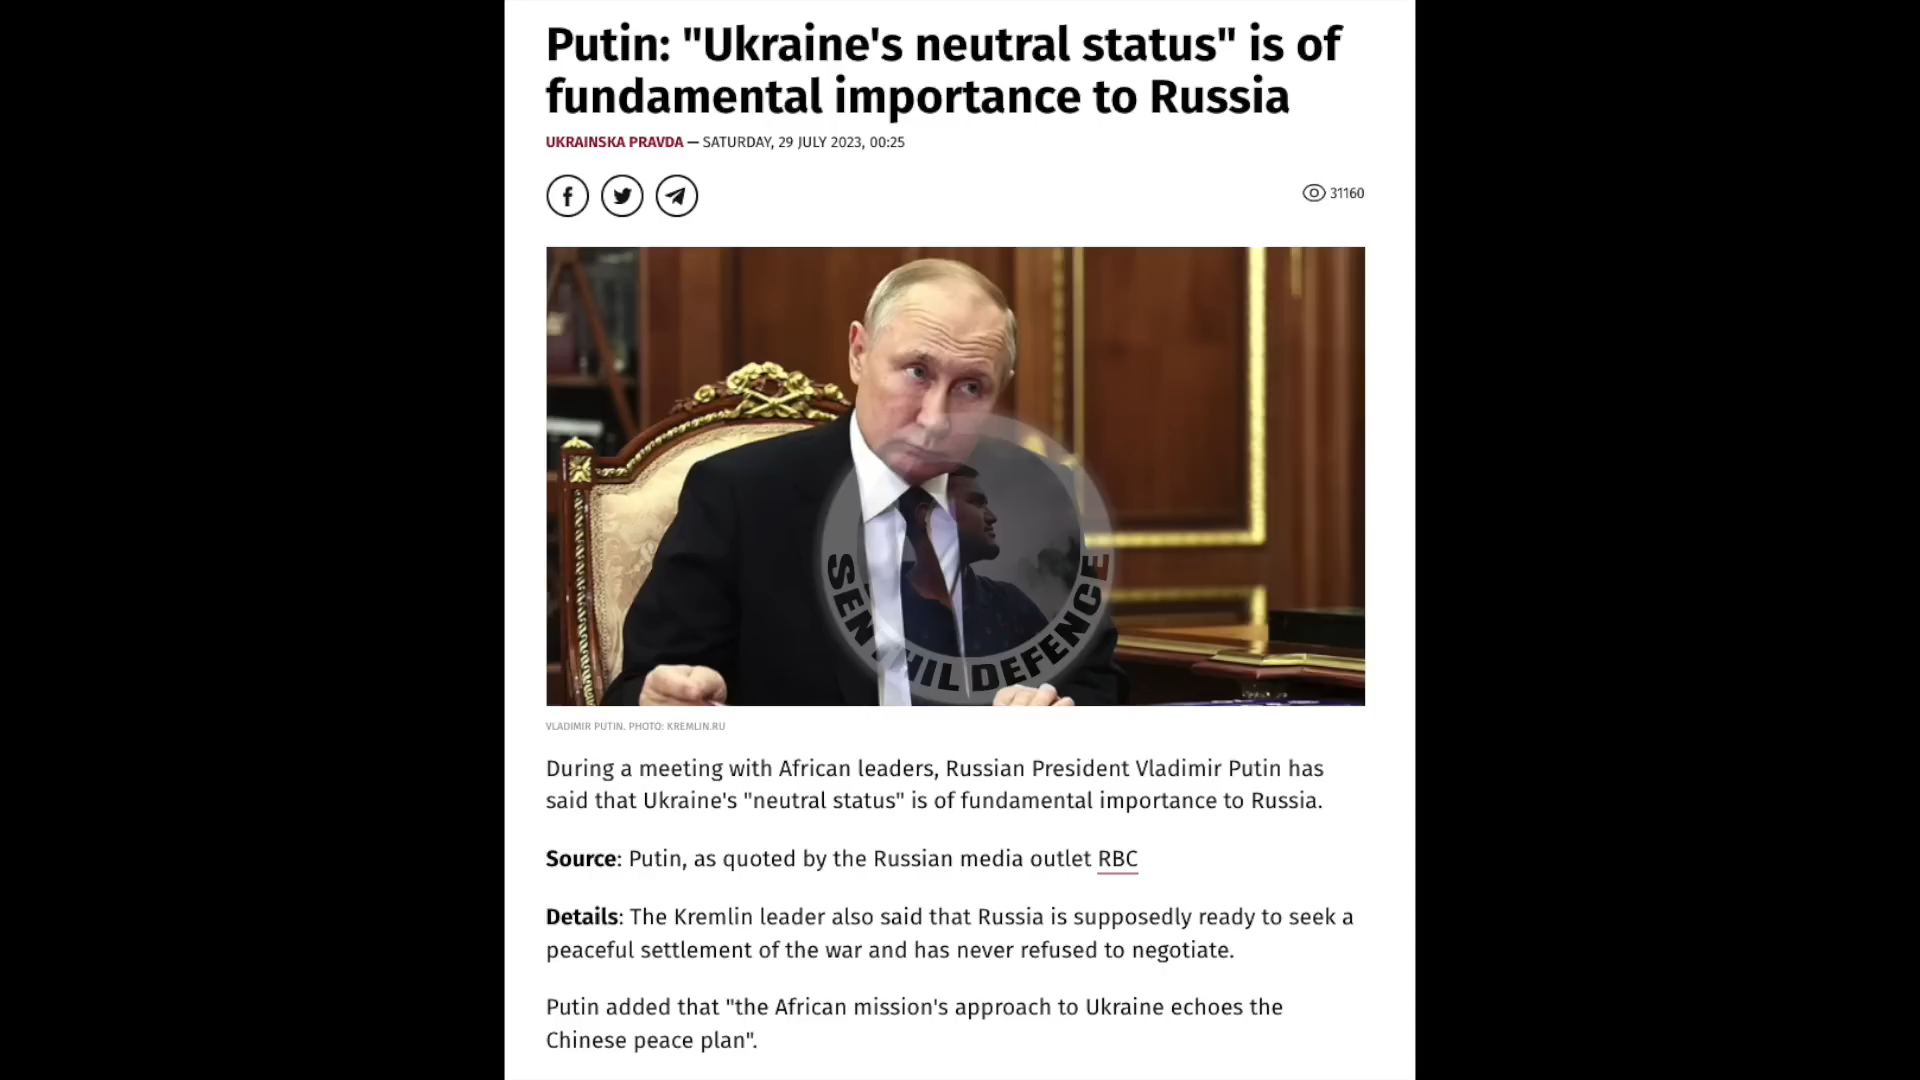 Putin: "Ukraine's neutral status" is of
fundamental importance to Russia
UKRAINSKA PRAVDA — SATURDAY, 29 JULY 2023, 00:25
31160
SENTHIL DEFENCE
VLADIMIR PUTIN. PHOTO: KREMLIN.RU
During a meeting with African leaders, Russian President Vladimir Putin has
said that Ukraine's "neutral status" is of fundamental importance to Russia.
Source: Putin, as quoted by the Russian media outlet RBC
Details: The Kremlin leader also said that Russia is supposedly ready to seek a
peaceful settlement of the war and has never refused to negotiate.
Putin added that "the African mission's approach to Ukraine echoes the
Chinese peace plan".